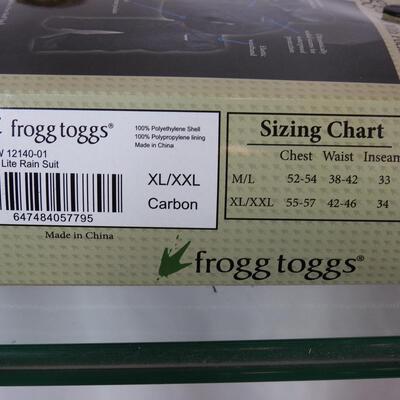 frogg toggs®
100% Polyethylene Shell
100% Polypropylene lining
Made in China
12140-01
Lite Rain Suit
XL/XXL
Carbon
647484057795
Made in China
Sizing Chart
Chest Waist Inseam
M/L 52-54 38-42 33
XL/XXL 55-57 42-46 34
frogg toggs®